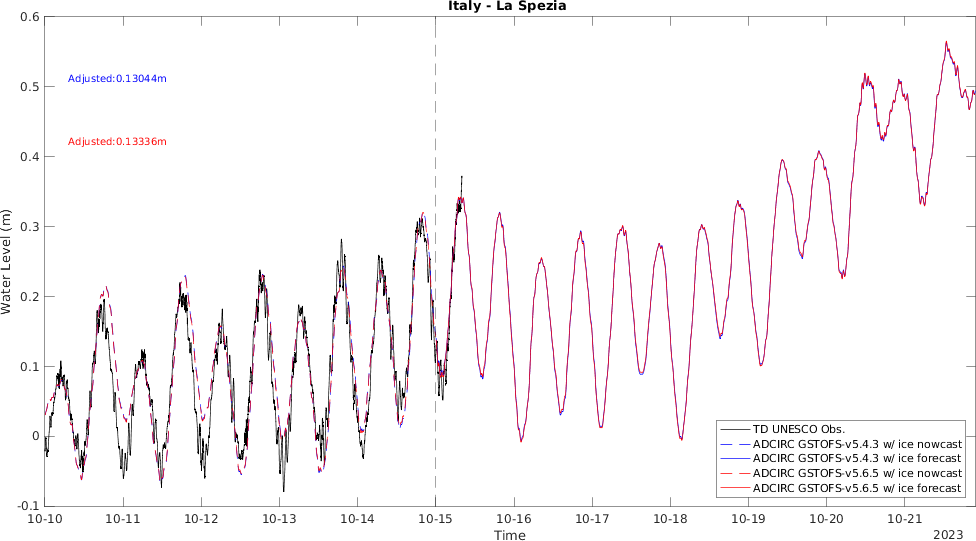 Italy - La Spezia
0.6
0.5
0.4
0.3
0.2
0.1
0
-0.1
Water Level (m)
Adjusted:0.13044m
Adjusted:0.13336m
TD UNESCO Obs.
ADCIRC GSTOFS-v5.4.3 w/ ice nowcast
ADCIRC GSTOFS-v5.4.3 w/ ice forecast
ADCIRC GSTOFS-v5.6.5 w/ ice nowcast
ADCIRC GSTOFS-v5.6.5 w/ ice forecast
10-10 10-11 10-12 10-13 10-14 10-15 10-16 10-17 10-18 10-19 10-20 10-21
Time
2023